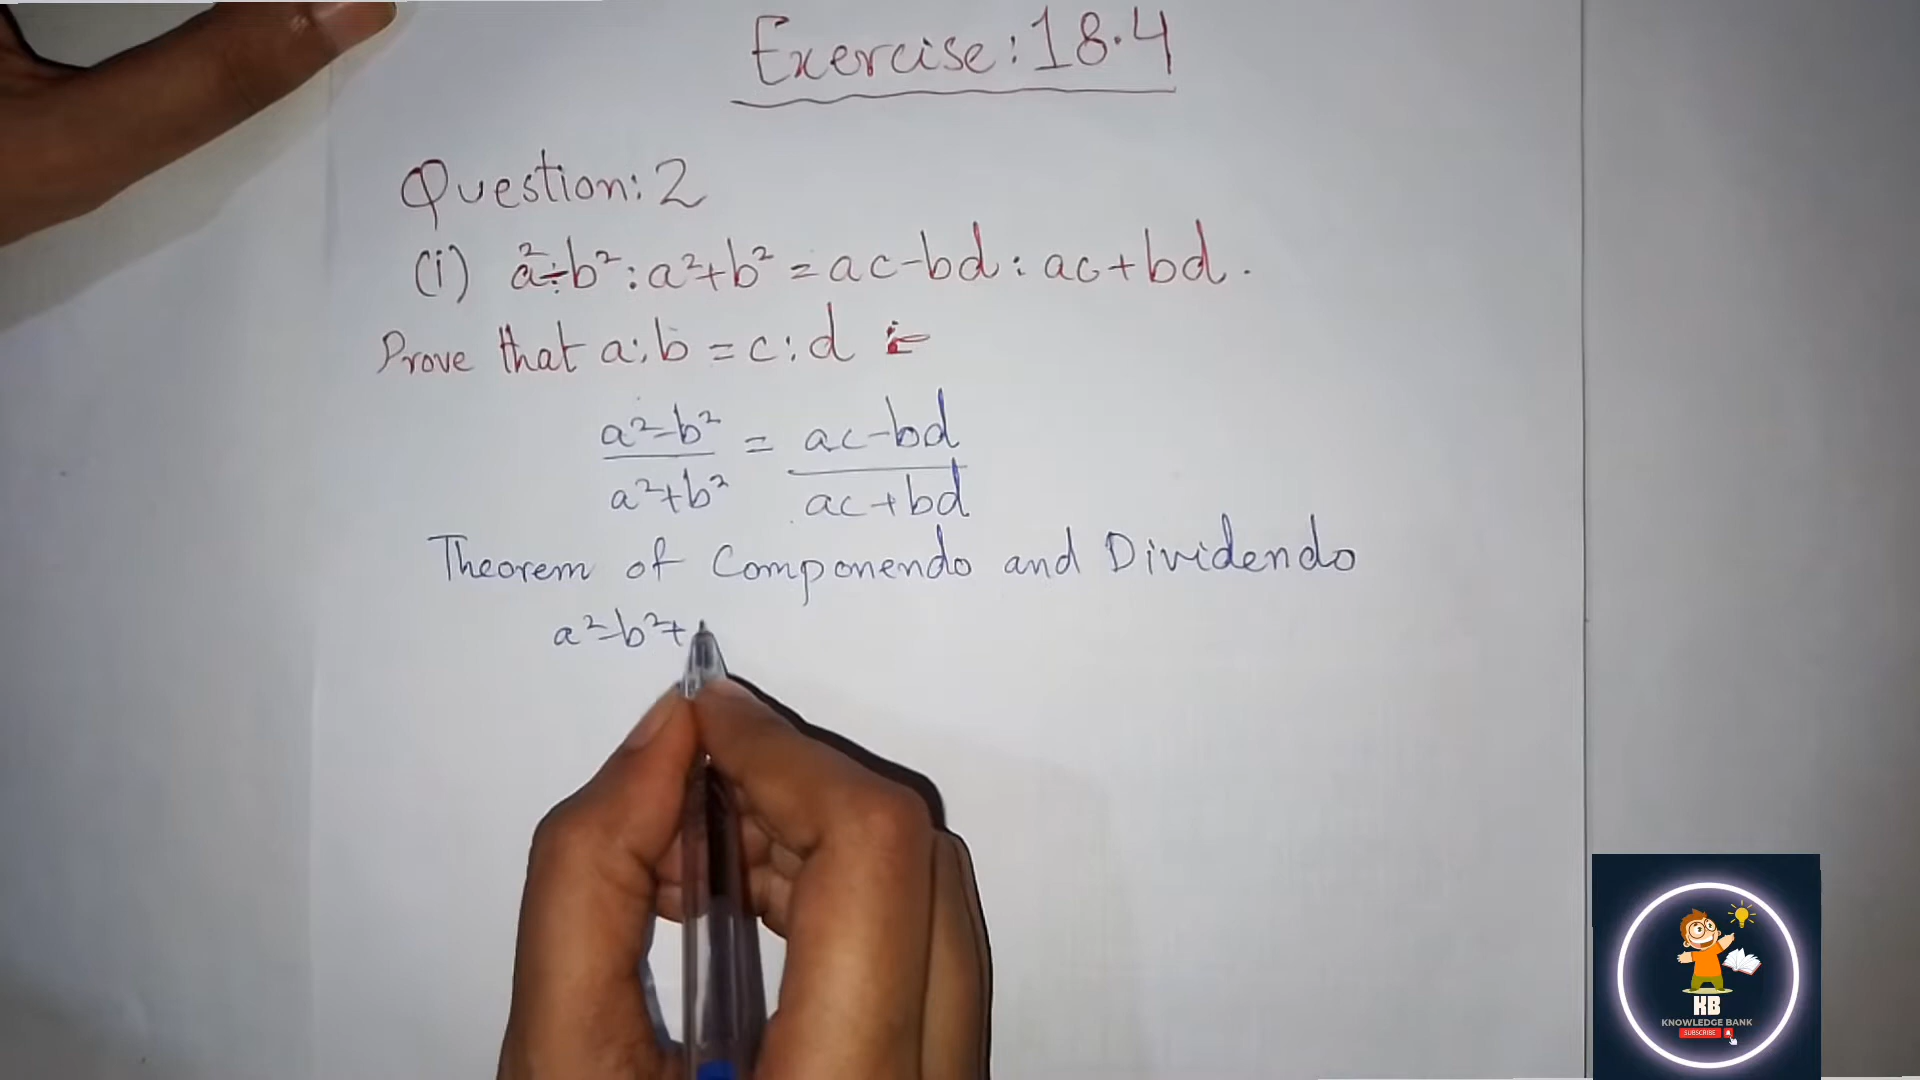 Exercise: 18.4
Question: 2
(i) a²-b² : a²+b² = ac-bd : ac+bd.
Prove that a:b = c:d
a²-b² = ac-bd
a²+b² ac+bd
Theorem of Componendo and Dividendo
a²-b²+
KB
KNOWLEDGE BANK
SUBSCRIBE